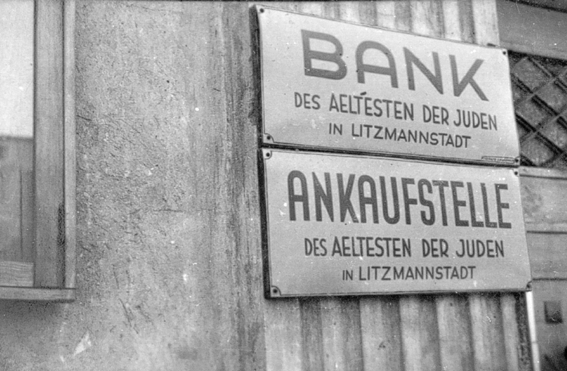 BANK
DES AELTESTEN DER JUDEN
IN LITZMANNSTADT
ANKAUFSTELLE
DES AELTESTEN DER JUDEN
IN LITZMANNSTADT